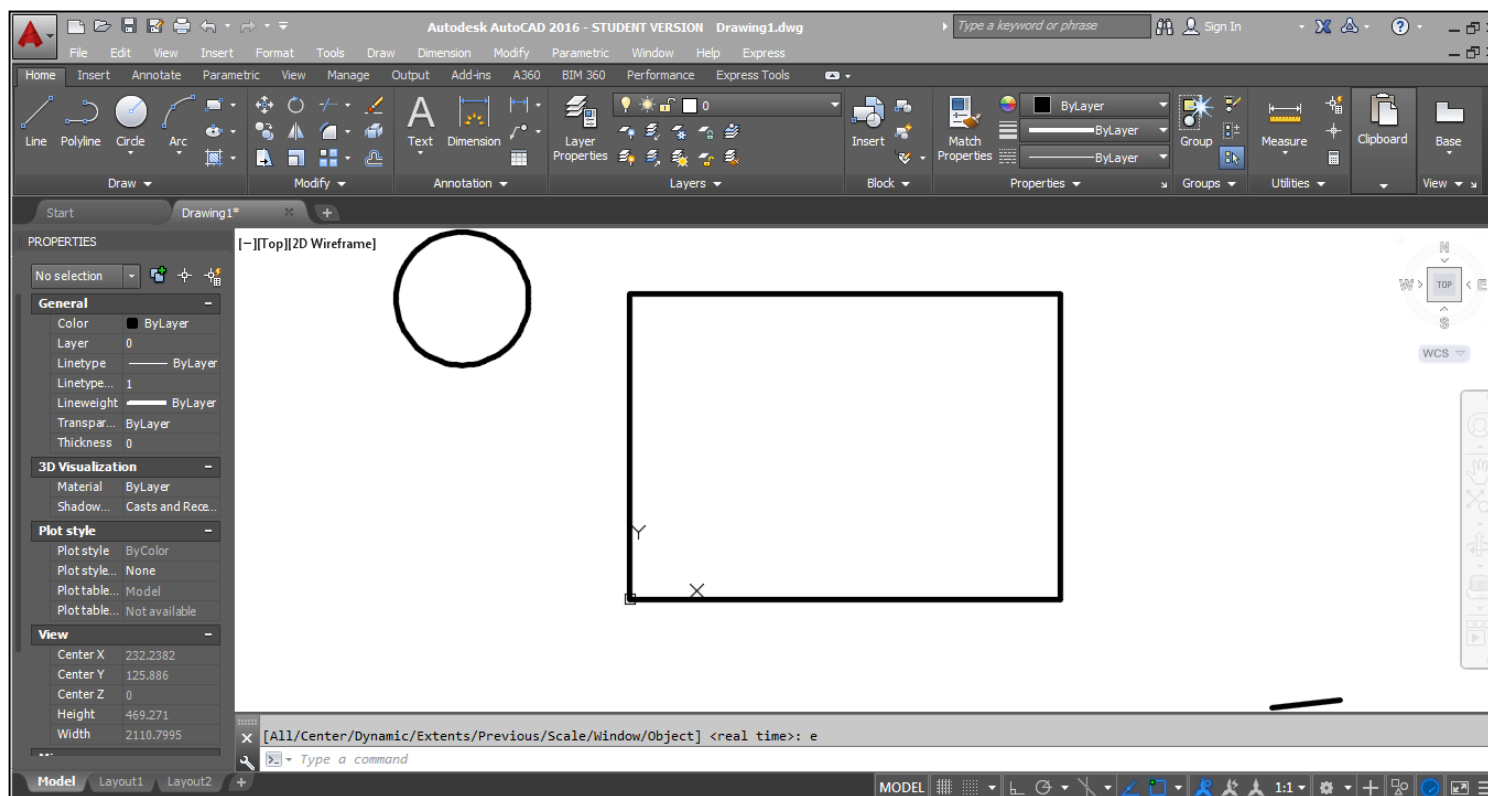 Autodesk AutoCAD 2016 - STUDENT VERSION Drawing1.dwg
Type a keyword or phrase
Sign In
File Edit View Insert Format Tools Draw Dimension Modify Parametric Window Help Express
Home Insert Annotate Parametric View Manage Output Add-ins A360 BIM 360 Performance Express Tools
Line Polyline Circle Arc
Text Dimension
Layer Properties
0
Insert
Match Properties
ByLayer
ByLayer
ByLayer
Group
Measure
Clipboard
Base
Draw Modify Annotation Layers Block Properties Groups Utilities View
Start Drawing1*
PROPERTIES
No selection
General
Color ByLayer
Layer 0
Linetype ByLayer
Linetype... 1
Lineweight ByLayer
Transpar... ByLayer
Thickness 0
3D Visualization
Material ByLayer
Shadow... Casts and Rece...
Plot style
Plot style ByColor
Plot style... None
Plot table... Model
Plot table... Not available
View
Center X 232.2382
Center Y 125.886
Center Z 0
Height 469.271
Width 2110.7995
[−][Top][2D Wireframe]
Y
X
N
W TOP E
S
WCS
[All/Center/Dynamic/Extents/Previous/Scale/Window/Object] <real time>: e
Type a command
Model Layout1 Layout2 +
MODEL 1:1